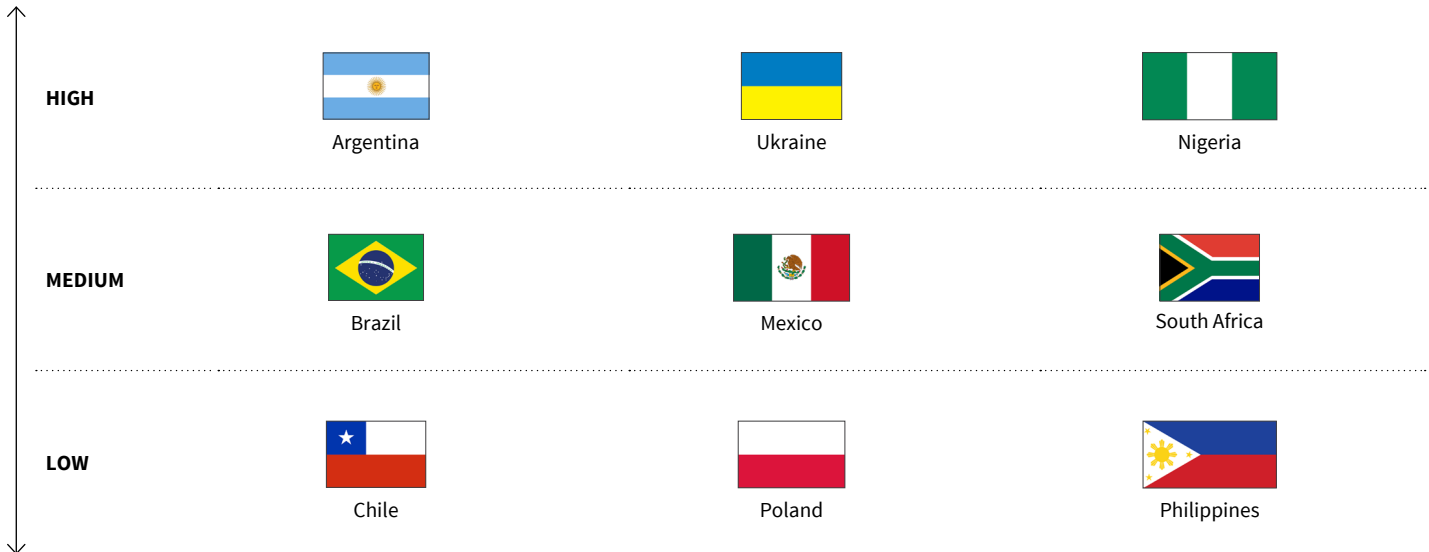 HIGH
Argentina
Ukraine
Nigeria
MEDIUM
Brazil
Mexico
South Africa
LOW
Chile
Poland
Philippines